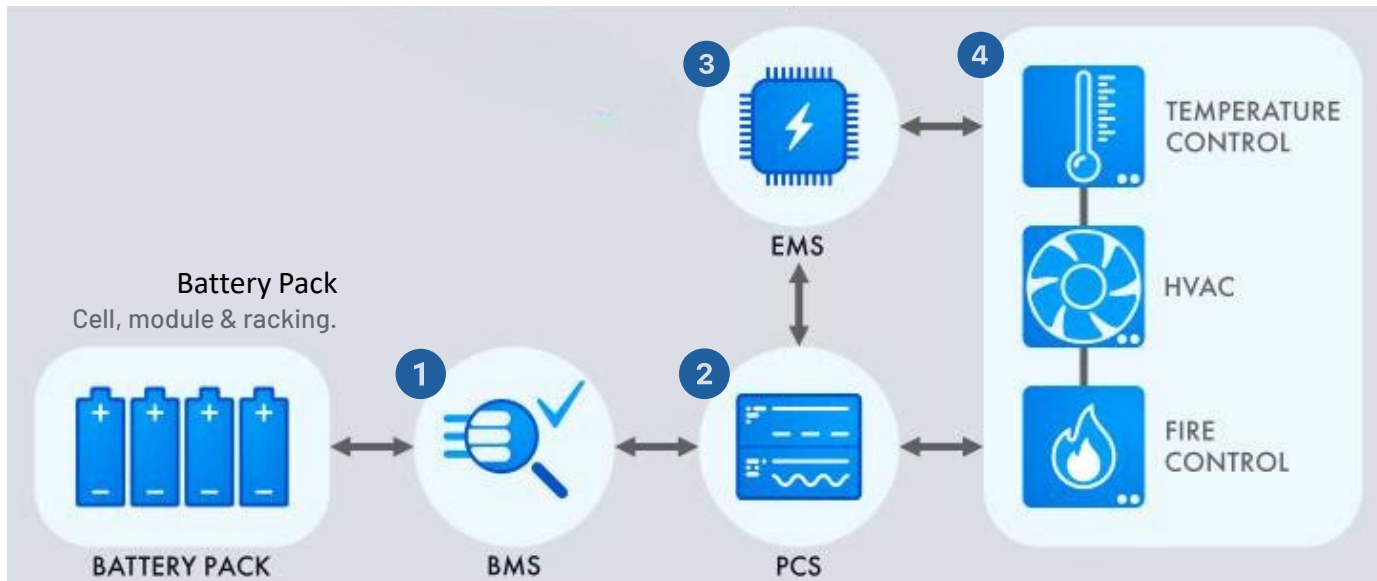 3
4
TEMPERATURE
CONTROL
EMS
HVAC
Battery Pack
Cell, module & racking.
1
2
FIRE
CONTROL
BATTERY PACK
BMS
PCS